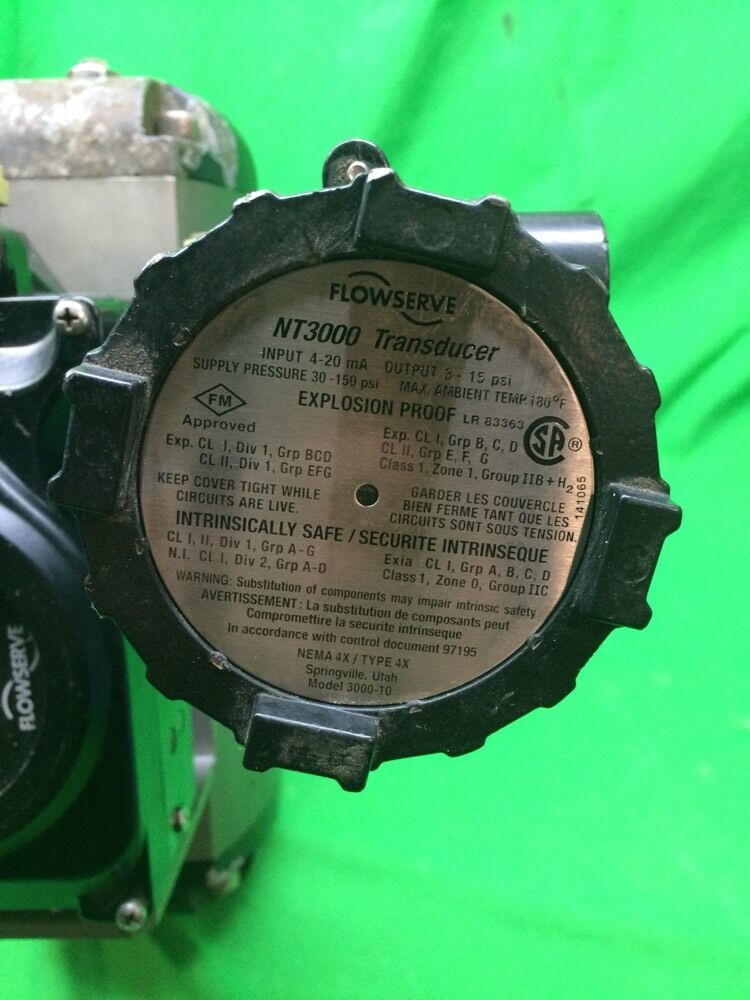 FLOWSERVE
NT3000 Transducer
INPUT 4-20 mA OUTPUT 3 - 15 psi
SUPPLY PRESSURE 30-150 psi MAX. AMBIENT TEMP. 180°F
EXPLOSION PROOF LR 83363
FM
Approved
Exp. CL I, Div 1, Grp BCD
CL II, Div 1, Grp EFG
SA ®
Exp. CL I, Grp B, C, D
CL II, Grp E, F, G
Class 1, Zone 1, Group IIB + H2
KEEP COVER TIGHT WHILE
CIRCUITS ARE LIVE.
GARDER LES COUVERCLE
BIEN FERME TANT QUE LES
CIRCUITS SONT SOUS TENSION.
141065
INTRINSICALLY SAFE / SECURITE INTRINSEQUE
CL I, II, Div 1, Grp A-G
N.I. CL I, Div 2, Grp A-D
Exia CL I, Grp A, B, C, D
Class 1, Zone 0, Group IIC
WARNING: Substitution of components may impair intrinsic safety
AVERTISSEMENT: La substitution de composants peut
Compromettre la securite intrinseque
In accordance with control document 97195
NEMA 4X / TYPE 4X
Springville, Utah
Model 3000-10
FLOWSERVE